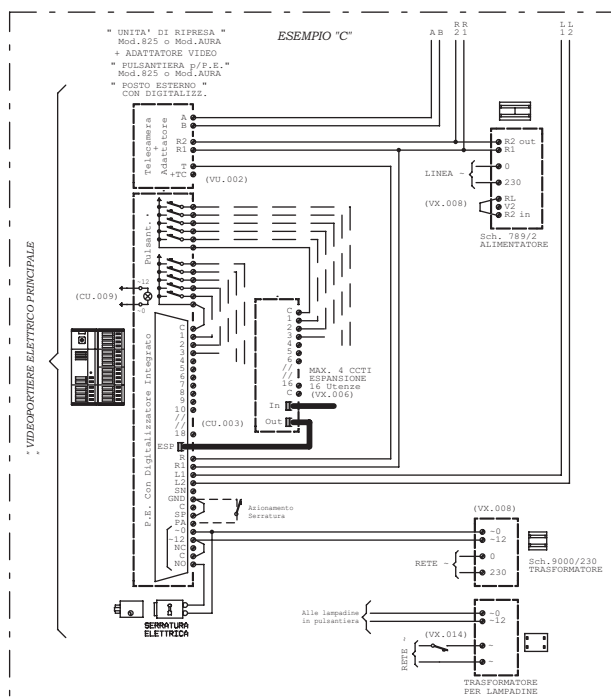 " UNITA' DI RIPRESA "
Mod.825 o Mod.AURA
+ ADATTATORE VIDEO
" PULSANTIERA p/P.E."
Mod.825 o Mod.AURA
" POSTO ESTERNO "
CON DIGITALIZZ.
ESEMPIO "C"
A B
R R
2 1
L L
1 2
" VIDEOPORTIERE ELETTRICO PRINCIPALE
"
Telecamera
+
Adattatore
A
B
R2
R1
T
+TC
(VU.002)
R2 out
R1
0
LINEA ~
230
RL
(VX.008)
V2
R2 in
Sch. 789/2
ALIMENTATORE
Pulsant.
~12
(CU.009)
~0
P.E. Con Digitalizzatore Integrato
C
1
2
3
4
5
6
7
8
9
10
//
//
18
(CU.003)
ESP
R
R1
L1
L2
SN
GND
C
SP
PA
~0
~12
NC
C
NO
C
1
2
3
4
5
6
//
//
16
C
MAX. 4 CCTI
ESPANSIONE
16 Utenze
(VX.006)
In
Out
Azionamento
Serratura
(VX.008)
~0
~12
0
RETE ~
230
Sch.9000/230
TRASFORMATORE
SERRATURA
ELETTRICA
Alle lampadine
in pulsantiera
~0
~12
(VX.014)
RETE ~
~
~
TRASFORMATORE
PER LAMPADINE